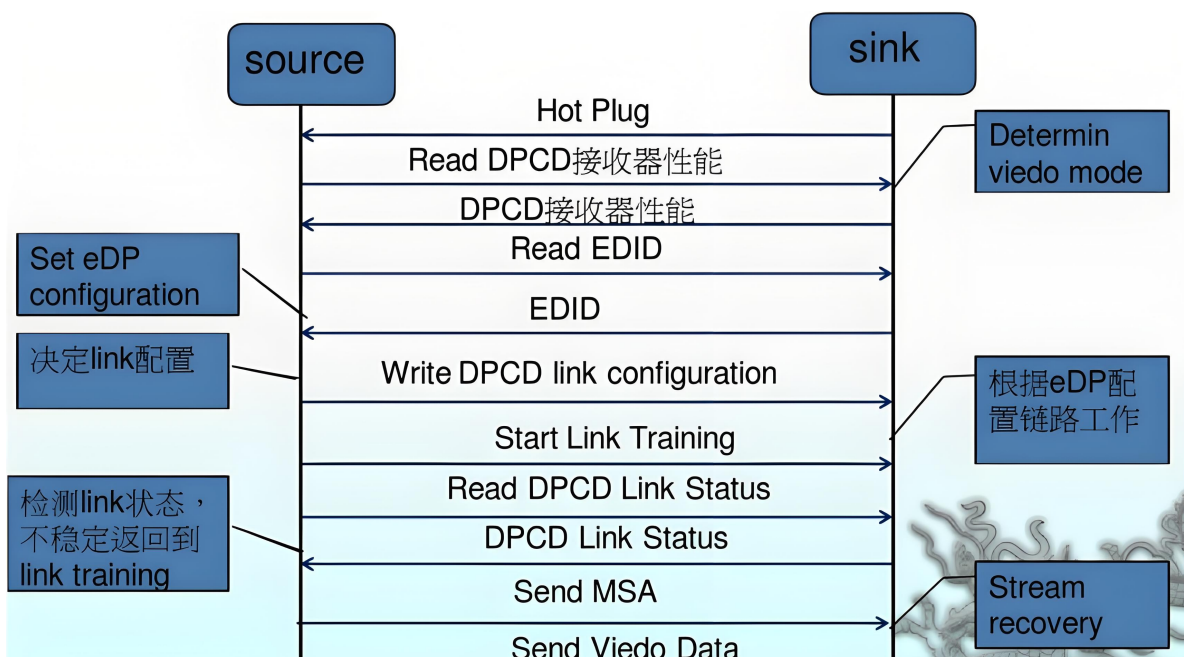 source
sink
Hot Plug
Determin
viedo mode
Read DPCD接收器性能
DPCD接收器性能
Read EDID
Set eDP
configuration
EDID
决定link配置
Write DPCD link configuration
根据eDP配
置链路工作
Start Link Training
Read DPCD Link Status
检测link状态，
不稳定返回到
link training
DPCD Link Status
Send MSA
Stream
recovery
Send Viedo Data